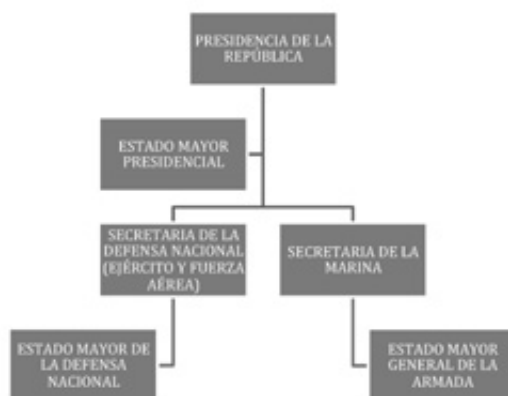 PRESIDENCIA DE LA
REPÚBLICA
ESTADO MAYOR
PRESIDENCIAL
SECRETARIA DE LA
DEFENSA NACIONAL
(EJÉRCITO Y FUERZA
AÉREA)
SECRETARIA DE LA
MARINA
ESTADO MAYOR DE
LA DEFENSA
NACIONAL
ESTADO MAYOR
GENERAL DE LA
ARMADA